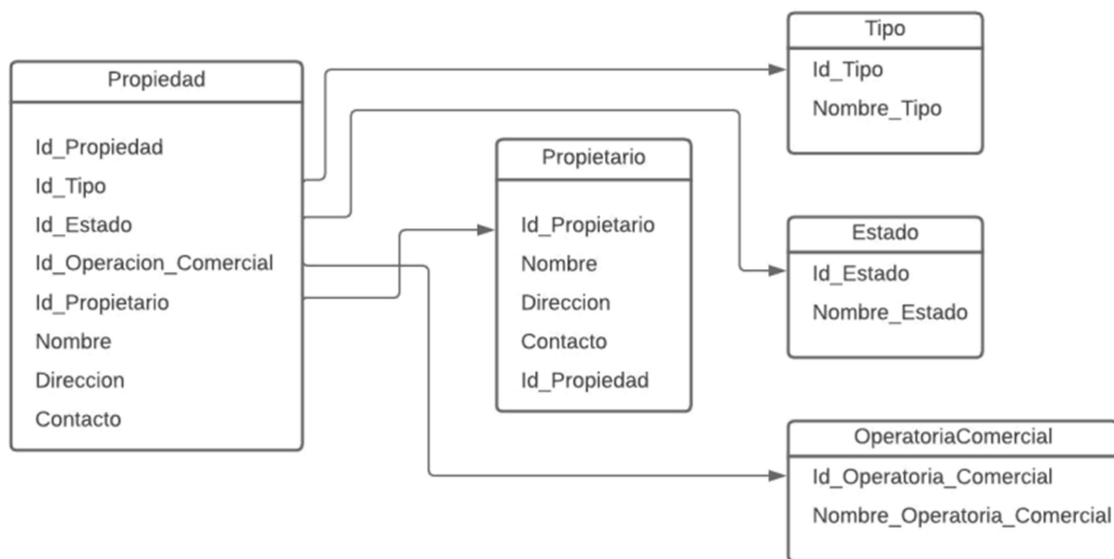 Propiedad
Id_Propiedad
Id_Tipo
Id_Estado
Id_Operacion_Comercial
Id_Propietario
Nombre
Direccion
Contacto
Propietario
Id_Propietario
Nombre
Direccion
Contacto
Id_Propiedad
Tipo
Id_Tipo
Nombre_Tipo
Estado
Id_Estado
Nombre_Estado
OperatoriaComercial
Id_Operatoria_Comercial
Nombre_Operatoria_Comercial